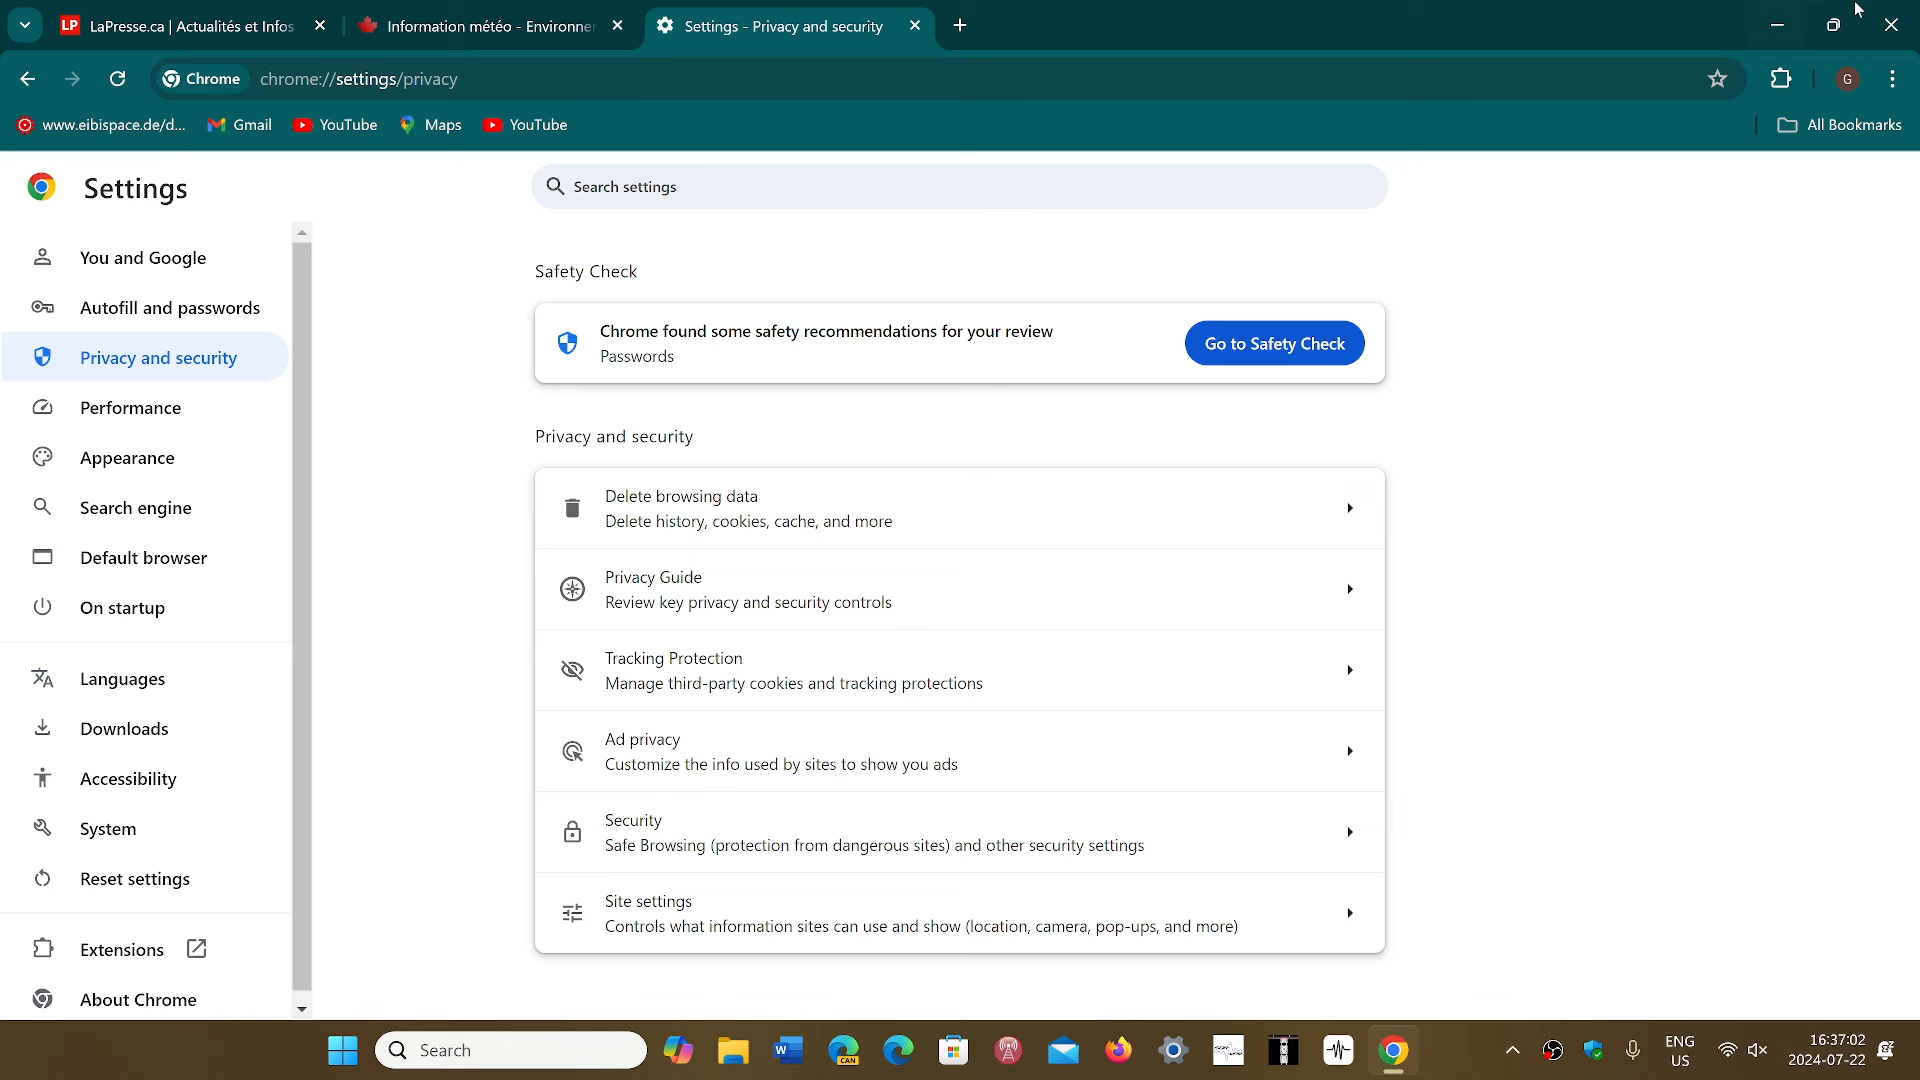 LP LaPresse.ca | Actualités et Infos
Information météo - Environne
Settings - Privacy and security
Chrome
chrome://settings/privacy
G
www.eibispace.de/d...
Gmail
YouTube
Maps
YouTube
All Bookmarks
Settings
Search settings
You and Google
Autofill and passwords
Privacy and security
Performance
Appearance
Search engine
Default browser
On startup
Languages
Downloads
Accessibility
System
Reset settings
Extensions
About Chrome
Safety Check
Chrome found some safety recommendations for your review
Passwords
Go to Safety Check
Privacy and security
Delete browsing data
Delete history, cookies, cache, and more
Privacy Guide
Review key privacy and security controls
Tracking Protection
Manage third-party cookies and tracking protections
Ad privacy
Customize the info used by sites to show you ads
Security
Safe Browsing (protection from dangerous sites) and other security settings
Site settings
Controls what information sites can use and show (location, camera, pop-ups, and more)
Search
W
CAN
ENG
US
16:37:02
2024-07-22